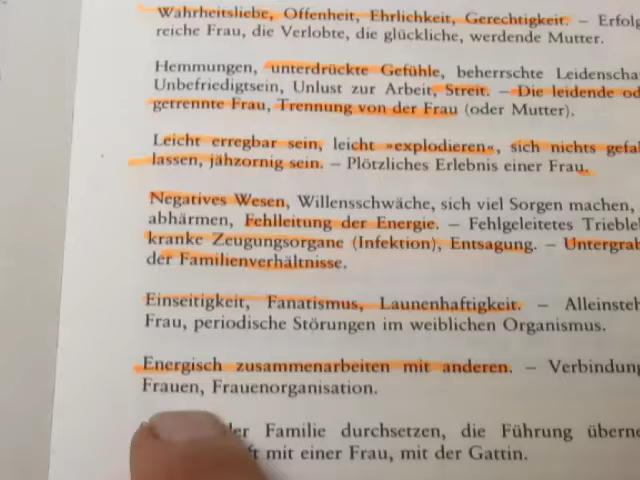 Wahrheitsliebe, Offenheit, Ehrlichkeit, Gerechtigkeit. – Erfolg
reiche Frau, die Verlobte, die glückliche, werdende Mutter.
Hemmungen, unterdrückte Gefühle, beherrschte Leidenscha
Unbefriedigtsein, Unlust zur Arbeit, Streit. – Die leidende od
getrennte Frau, Trennung von der Frau (oder Mutter).
Leicht erregbar sein, leicht »explodieren«, sich nichts gefal
lassen, jähzornig sein. – Plötzliches Erlebnis einer Frau.
Negatives Wesen, Willensschwäche, sich viel Sorgen machen,
abhärmen, Fehlleitung der Energie. – Fehlgeleitetes Trieble
kranke Zeugungsorgane (Infektion), Entsagung. – Untergrab
der Familienverhältnisse.
Einseitigkeit, Fanatismus, Launenhaftigkeit. – Alleinsteh
Frau, periodische Störungen im weiblichen Organismus.
Energisch zusammenarbeiten mit anderen. – Verbindung
Frauen, Frauenorganisation.
der Familie durchsetzen, die Führung überne
mit einer Frau, mit der Gattin.